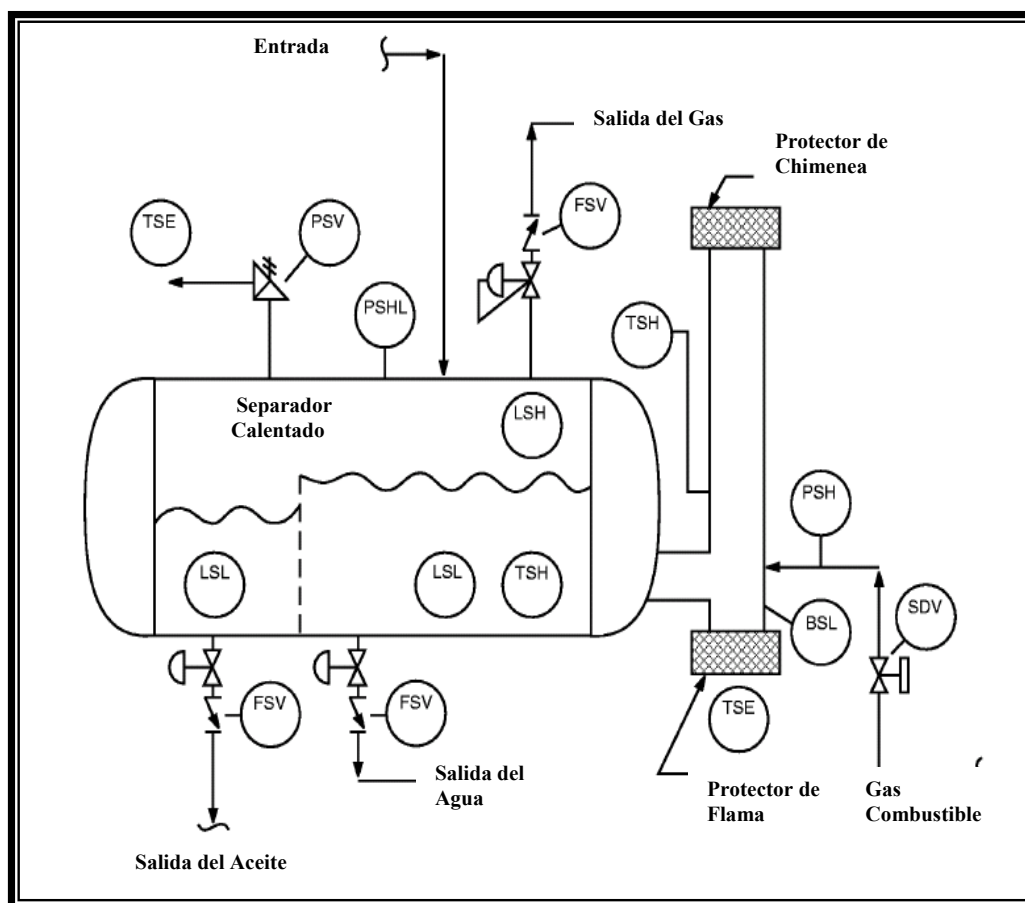 Entrada
Salida del Gas
Protector de
Chimenea
TSE
PSV
FSV
PSHL
TSH
Separador
Calentado
LSH
PSH
LSL
LSL
TSH
BSL
SDV
FSV
FSV
TSE
Salida del
Agua
Protector de
Flama
Gas
Combustible
Salida del Aceite